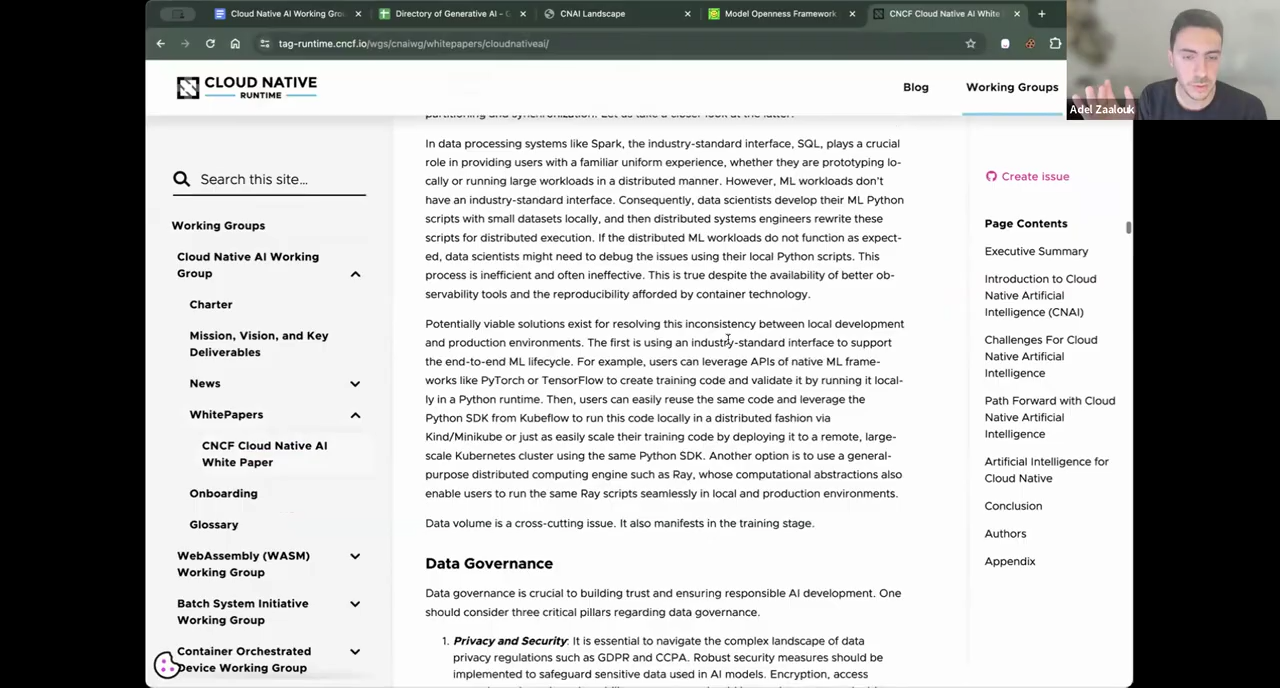 Cloud Native AI Working Gro
Directory of Generative AI - G
CNAI Landscape
Model Openness Framework
CNCF Cloud Native AI White
tag-runtime.cncf.io/wgs/cnaiwg/whitepapers/cloudnativeai/
Adel Zaalouk
CLOUD NATIVE
RUNTIME
Blog
Working Groups
Search this site...
Working Groups
Cloud Native AI Working
Group
Charter
Mission, Vision, and Key
Deliverables
News
WhitePapers
CNCF Cloud Native AI
White Paper
Onboarding
Glossary
WebAssembly (WASM)
Working Group
Batch System Initiative
Working Group
Container Orchestrated
Device Working Group
partitioning and synchronization. Let us take a closer look at the latter.
In data processing systems like Spark, the industry-standard interface, SQL, plays a crucial
role in providing users with a familiar uniform experience, whether they are prototyping lo-
cally or running large workloads in a distributed manner. However, ML workloads don't
have an industry-standard interface. Consequently, data scientists develop their ML Python
scripts with small datasets locally, and then distributed systems engineers rewrite these
scripts for distributed execution. If the distributed ML workloads do not function as expect-
ed, data scientists might need to debug the issues using their local Python scripts. This
process is inefficient and often ineffective. This is true despite the availability of better ob-
servability tools and the reproducibility afforded by container technology.
Potentially viable solutions exist for resolving this inconsistency between local development
and production environments. The first is using an industry-standard interface to support
the end-to-end ML lifecycle. For example, users can leverage APIs of native ML frame-
works like PyTorch or TensorFlow to create training code and validate it by running it local-
ly in a Python runtime. Then, users can easily reuse the same code and leverage the
Python SDK from Kubeflow to run this code locally in a distributed fashion via
Kind/Minikube or just as easily scale their training code by deploying it to a remote, large-
scale Kubernetes cluster using the same Python SDK. Another option is to use a general-
purpose distributed computing engine such as Ray, whose computational abstractions also
enable users to run the same Ray scripts seamlessly in local and production environments.
Data volume is a cross-cutting issue. It also manifests in the training stage.
Data Governance
Data governance is crucial to building trust and ensuring responsible AI development. One
should consider three critical pillars regarding data governance.
1. Privacy and Security: It is essential to navigate the complex landscape of data
privacy regulations such as GDPR and CCPA. Robust security measures should be
implemented to safeguard sensitive data used in AI models. Encryption, access
Create issue
Page Contents
Executive Summary
Introduction to Cloud
Native Artificial
Intelligence (CNAI)
Challenges For Cloud
Native Artificial
Intelligence
Path Forward with Cloud
Native Artificial
Intelligence
Artificial Intelligence for
Cloud Native
Conclusion
Authors
Appendix